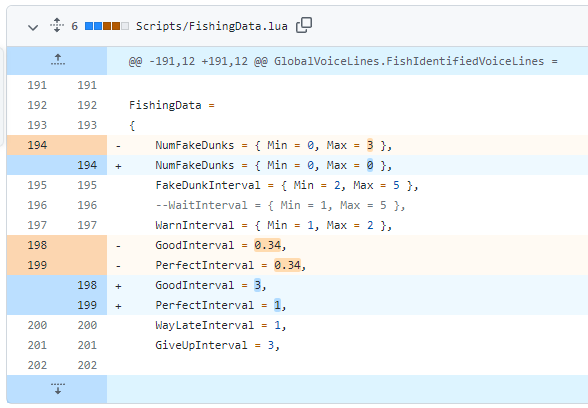 6 Scripts/FishingData.lua
@@ -191,12 +191,12 @@ GlobalVoiceLines.FishIdentifiedVoiceLines =
191 191
192 192 FishingData =
193 193 {
194 - NumFakeDunks = { Min = 0, Max = 3 },
194 + NumFakeDunks = { Min = 0, Max = 0 },
195 195 FakeDunkInterval = { Min = 2, Max = 5 },
196 196 --WaitInterval = { Min = 1, Max = 5 },
197 197 WarnInterval = { Min = 1, Max = 2 },
198 - GoodInterval = 0.34,
199 - PerfectInterval = 0.34,
198 + GoodInterval = 3,
199 + PerfectInterval = 1,
200 200 WayLateInterval = 1,
201 201 GiveUpInterval = 3,
202 202